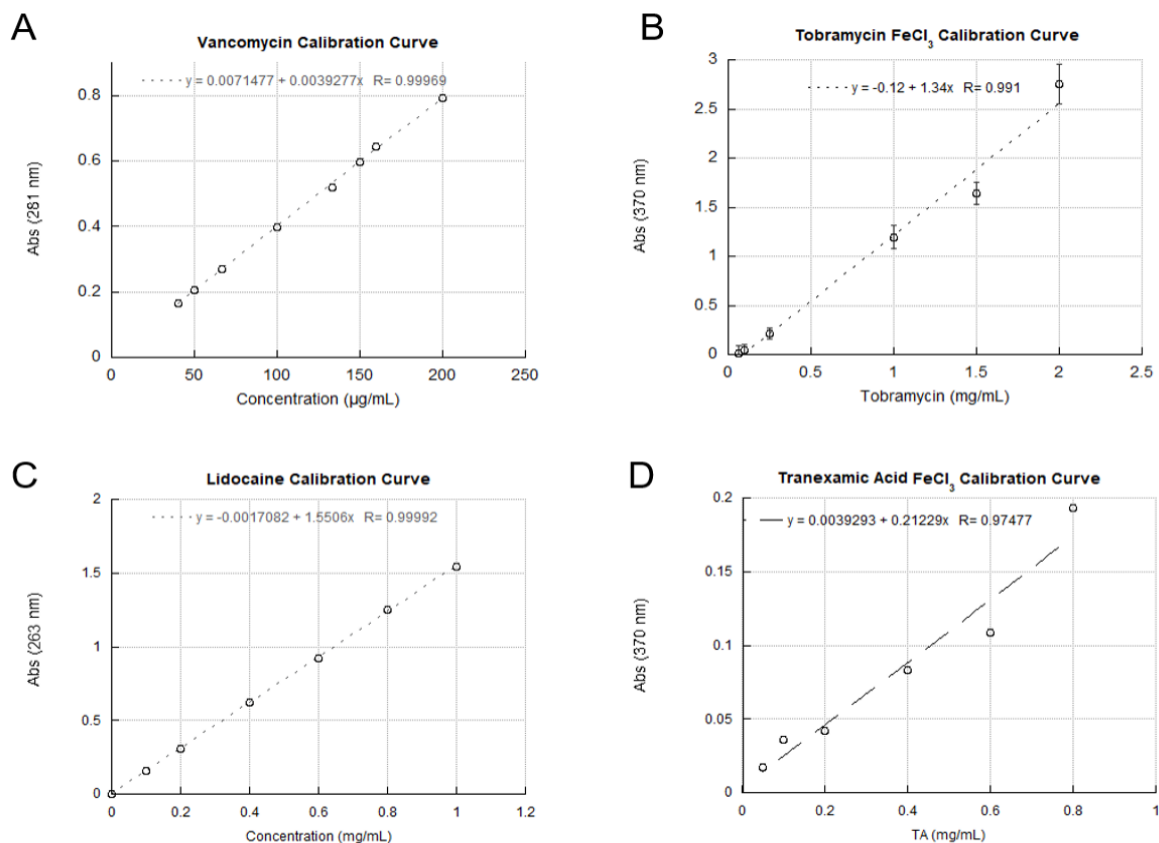 A
Vancomycin Calibration Curve
y = 0.0071477 + 0.0039277x R= 0.99969
Abs (281 nm)
0.8
0.6
0.4
0.2
0
0 50 100 150 200 250
Concentration (µg/mL)
B
Tobramycin FeCl3 Calibration Curve
y = -0.12 + 1.34x R= 0.991
Abs (370 nm)
3
2.5
2
1.5
1
0.5
0
0 0.5 1 1.5 2 2.5
Tobramycin (mg/mL)
C
Lidocaine Calibration Curve
y = -0.0017082 + 1.5506x R= 0.99992
Abs (263 nm)
2
1.5
1
0.5
0
0 0.2 0.4 0.6 0.8 1 1.2
Concentration (mg/mL)
D
Tranexamic Acid FeCl3 Calibration Curve
y = 0.0039293 + 0.21229x R= 0.97477
Abs (370 nm)
0.2
0.15
0.1
0.05
0
0 0.2 0.4 0.6 0.8 1
TA (mg/mL)